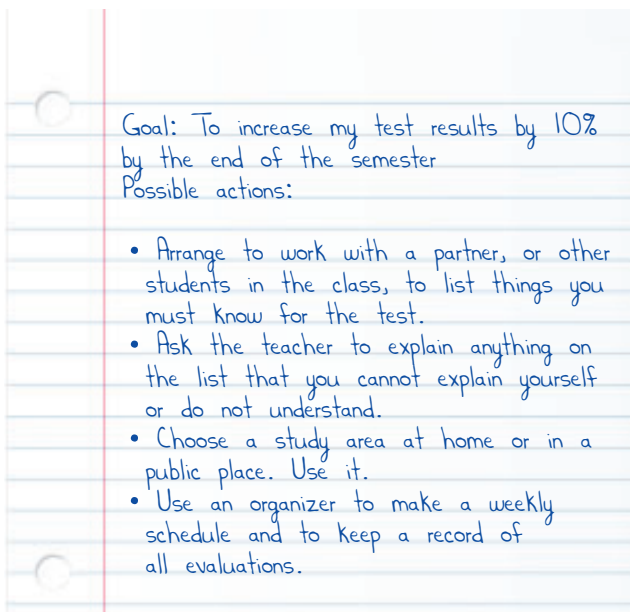 Goal: To increase my test results by 10%
by the end of the semester
Possible actions:
• Arrange to work with a partner, or other
students in the class, to list things you
must know for the test.
• Ask the teacher to explain anything on
the list that you cannot explain yourself
or do not understand.
• Choose a study area at home or in a
public place. Use it.
• Use an organizer to make a weekly
schedule and to keep a record of
all evaluations.